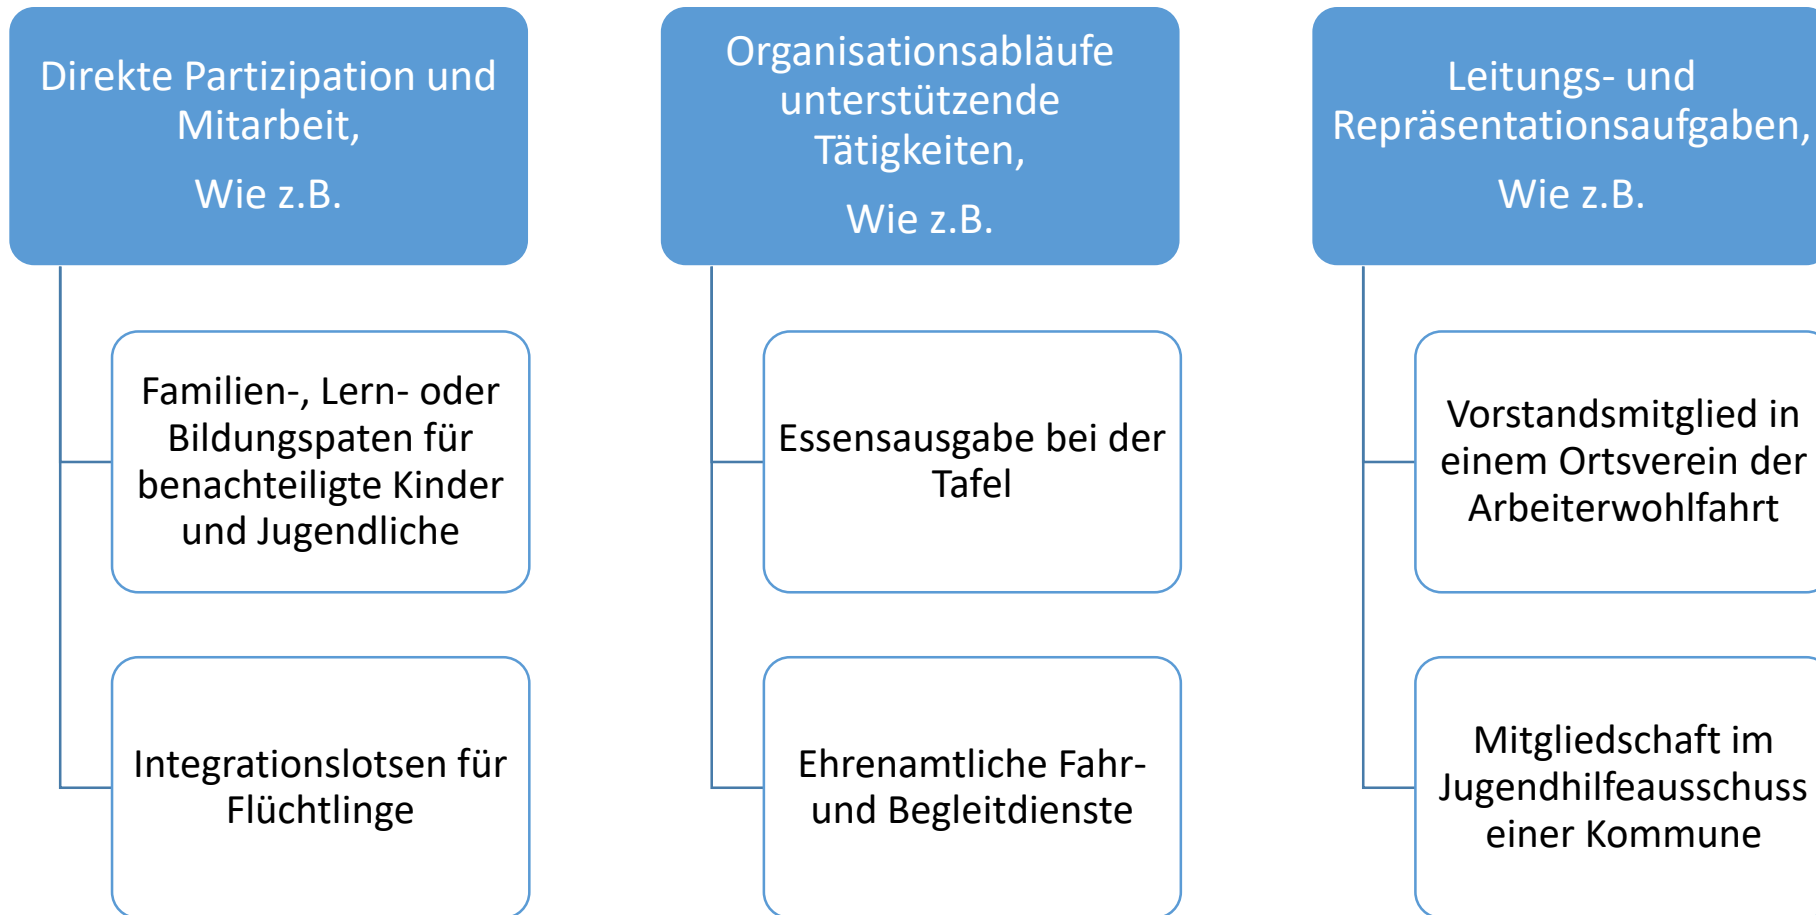 Direkte Partizipation und
Mitarbeit,
Wie z.B.
Familien-, Lern- oder
Bildungspaten für
benachteiligte Kinder
und Jugendliche
Integrationslotsen für
Flüchtlinge
Organisationsabläufe
unterstützende
Tätigkeiten,
Wie z.B.
Essensausgabe bei der
Tafel
Ehrenamtliche Fahr-
und Begleitdienste
Leitungs- und
Repräsentationsaufgaben,
Wie z.B.
Vorstandsmitglied in
einem Ortsverein der
Arbeiterwohlfahrt
Mitgliedschaft im
Jugendhilfeausschuss
einer Kommune